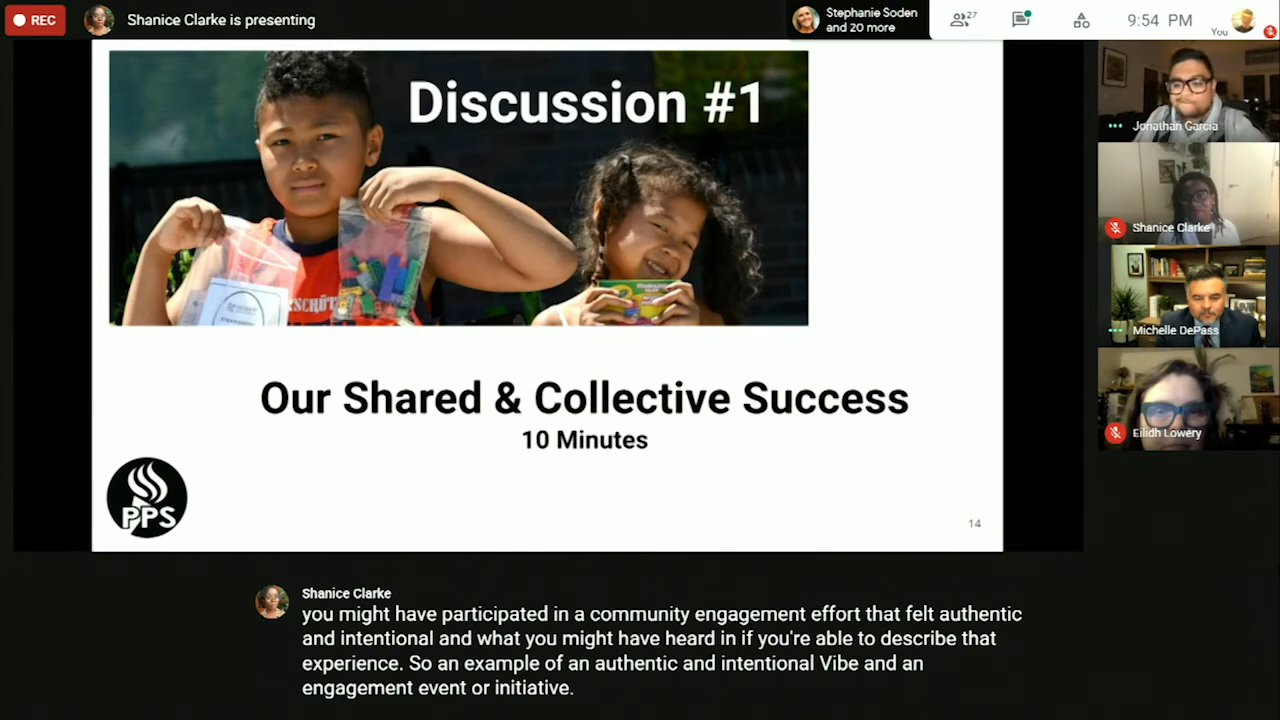 REC
Shanice Clarke is presenting
Stephanie Soden
and 20 more
27
9:54 PM
You
Discussion #1
Jonathan Garcia
Shanice Clarke
Michelle DePass
Eilidh Lowery
Our Shared & Collective Success
10 Minutes
PPS
14
Shanice Clarke
you might have participated in a community engagement effort that felt authentic
and intentional and what you might have heard in if you're able to describe that
experience. So an example of an authentic and intentional Vibe and an
engagement event or initiative.